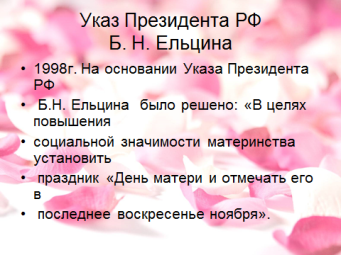 Указ Президента РФ
Б. Н. Ельцина
• 1998г. На основании Указа Президента
РФ
• Б.Н. Ельцина было решено: «В целях
повышения
• социальной значимости материнства
установить
• праздник «День матери и отмечать его
в
• последнее воскресенье ноября».